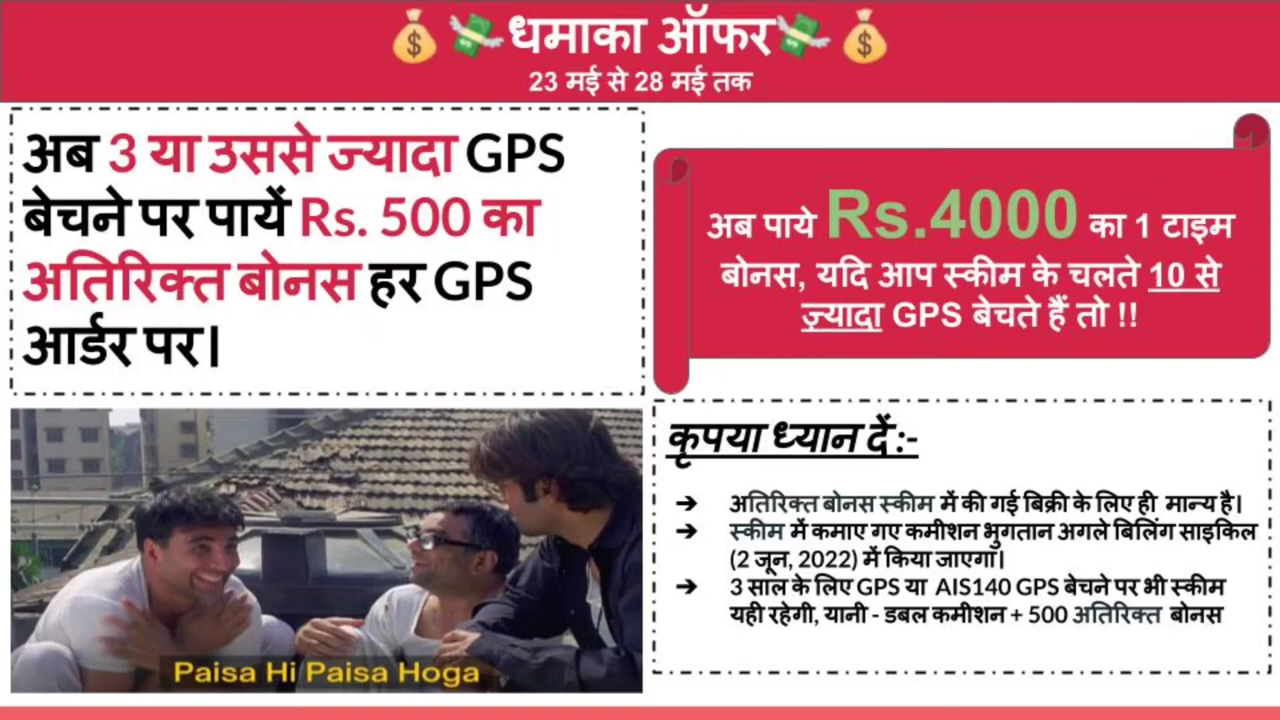 धमाका ऑफर
23 मई से 28 मई तक
अब 3 या उससे ज्यादा GPS
बेचने पर पायें Rs. 500 का
अतिरिक्त बोनस हर GPS
आर्डर पर।
अब पाये Rs.4000 का 1 टाइम
बोनस, यदि आप स्कीम के चलते 10 से
ज़्यादा GPS बेचते हैं तो !!
कृपया ध्यान दें :-
➔ अतिरिक्त बोनस स्कीम में की गई बिक्री के लिए ही मान्य है।
➔ स्कीम में कमाए गए कमीशन भुगतान अगले बिलिंग साइकिल
(2 जून, 2022) में किया जाएगा।
➔ 3 साल के लिए GPS या AIS140 GPS बेचने पर भी स्कीम
यही रहेगी, यानी - डबल कमीशन + 500 अतिरिक्त बोनस
Paisa Hi Paisa Hoga